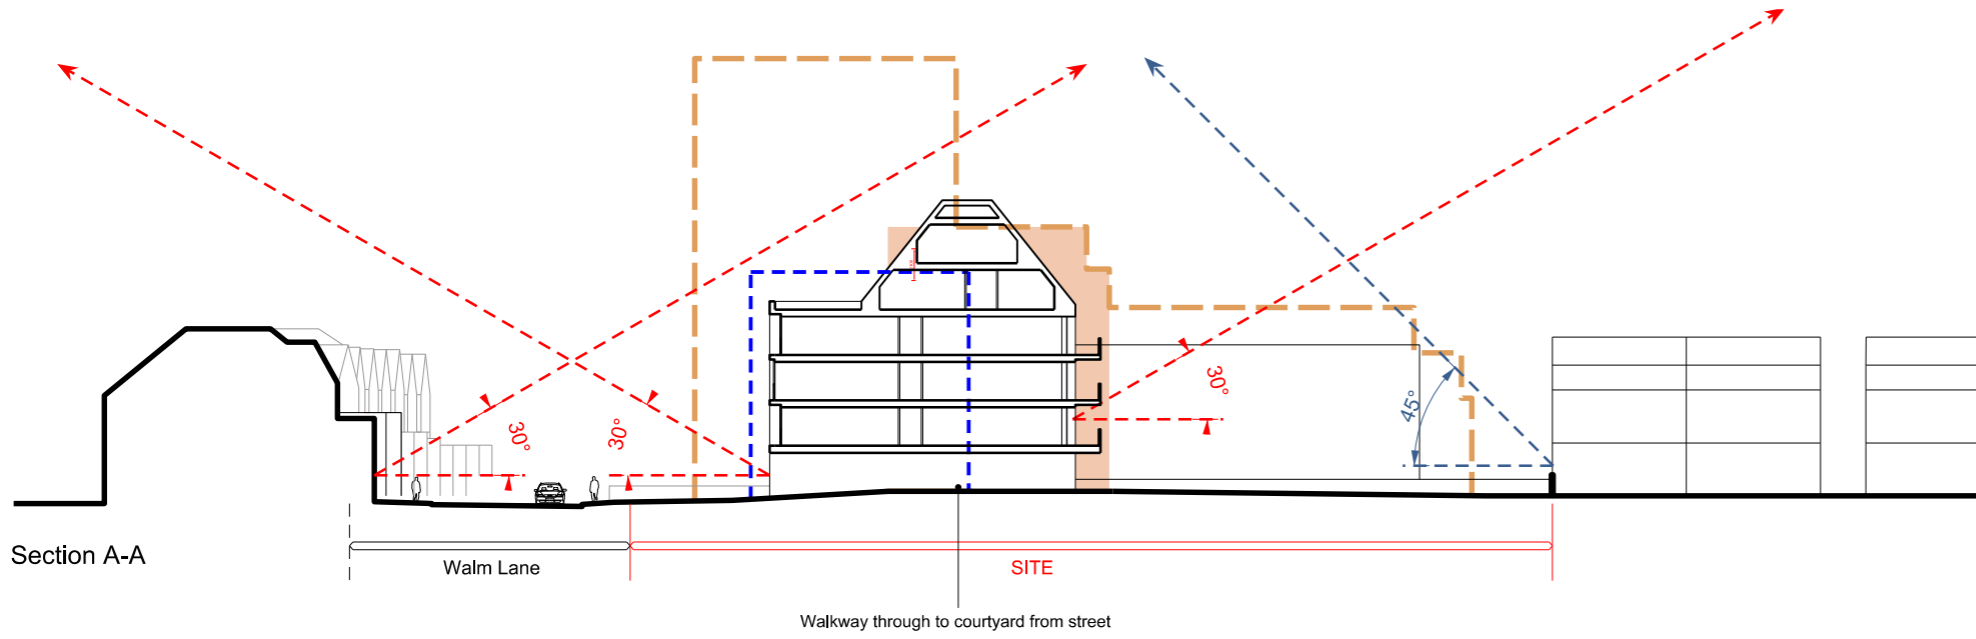 30°
30°
30°
45°
Section A-A
Walm Lane
SITE
Walkway through to courtyard from street